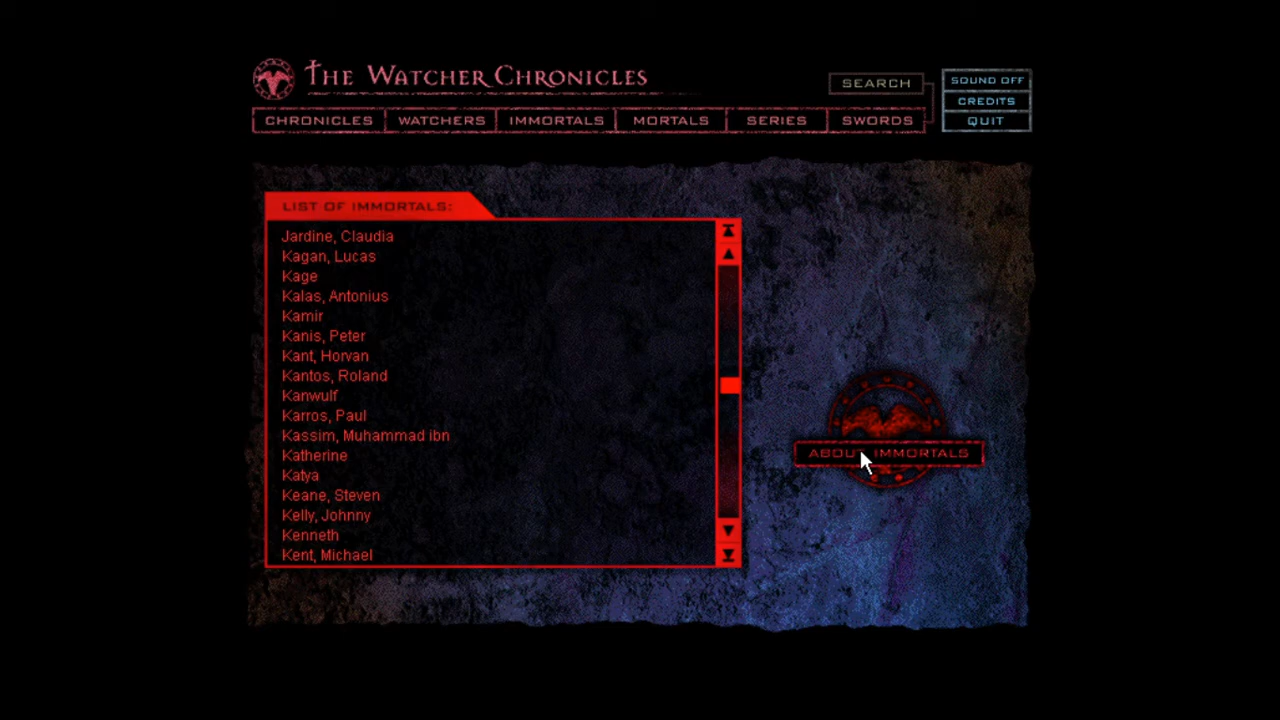 THE WATCHER CHRONICLES
SEARCH
SOUND OFF
CREDITS
QUIT
CHRONICLES
WATCHERS
IMMORTALS
MORTALS
SERIES
SWORDS
LIST OF IMMORTALS:
Jardine, Claudia
Kagan, Lucas
Kage
Kalas, Antonius
Kamir
Kanis, Peter
Kant, Horvan
Kantos, Roland
Kanwulf
Karros, Paul
Kassim, Muhammad ibn
Katherine
Katya
Keane, Steven
Kelly, Johnny
Kenneth
Kent, Michael
ABOUT IMMORTALS